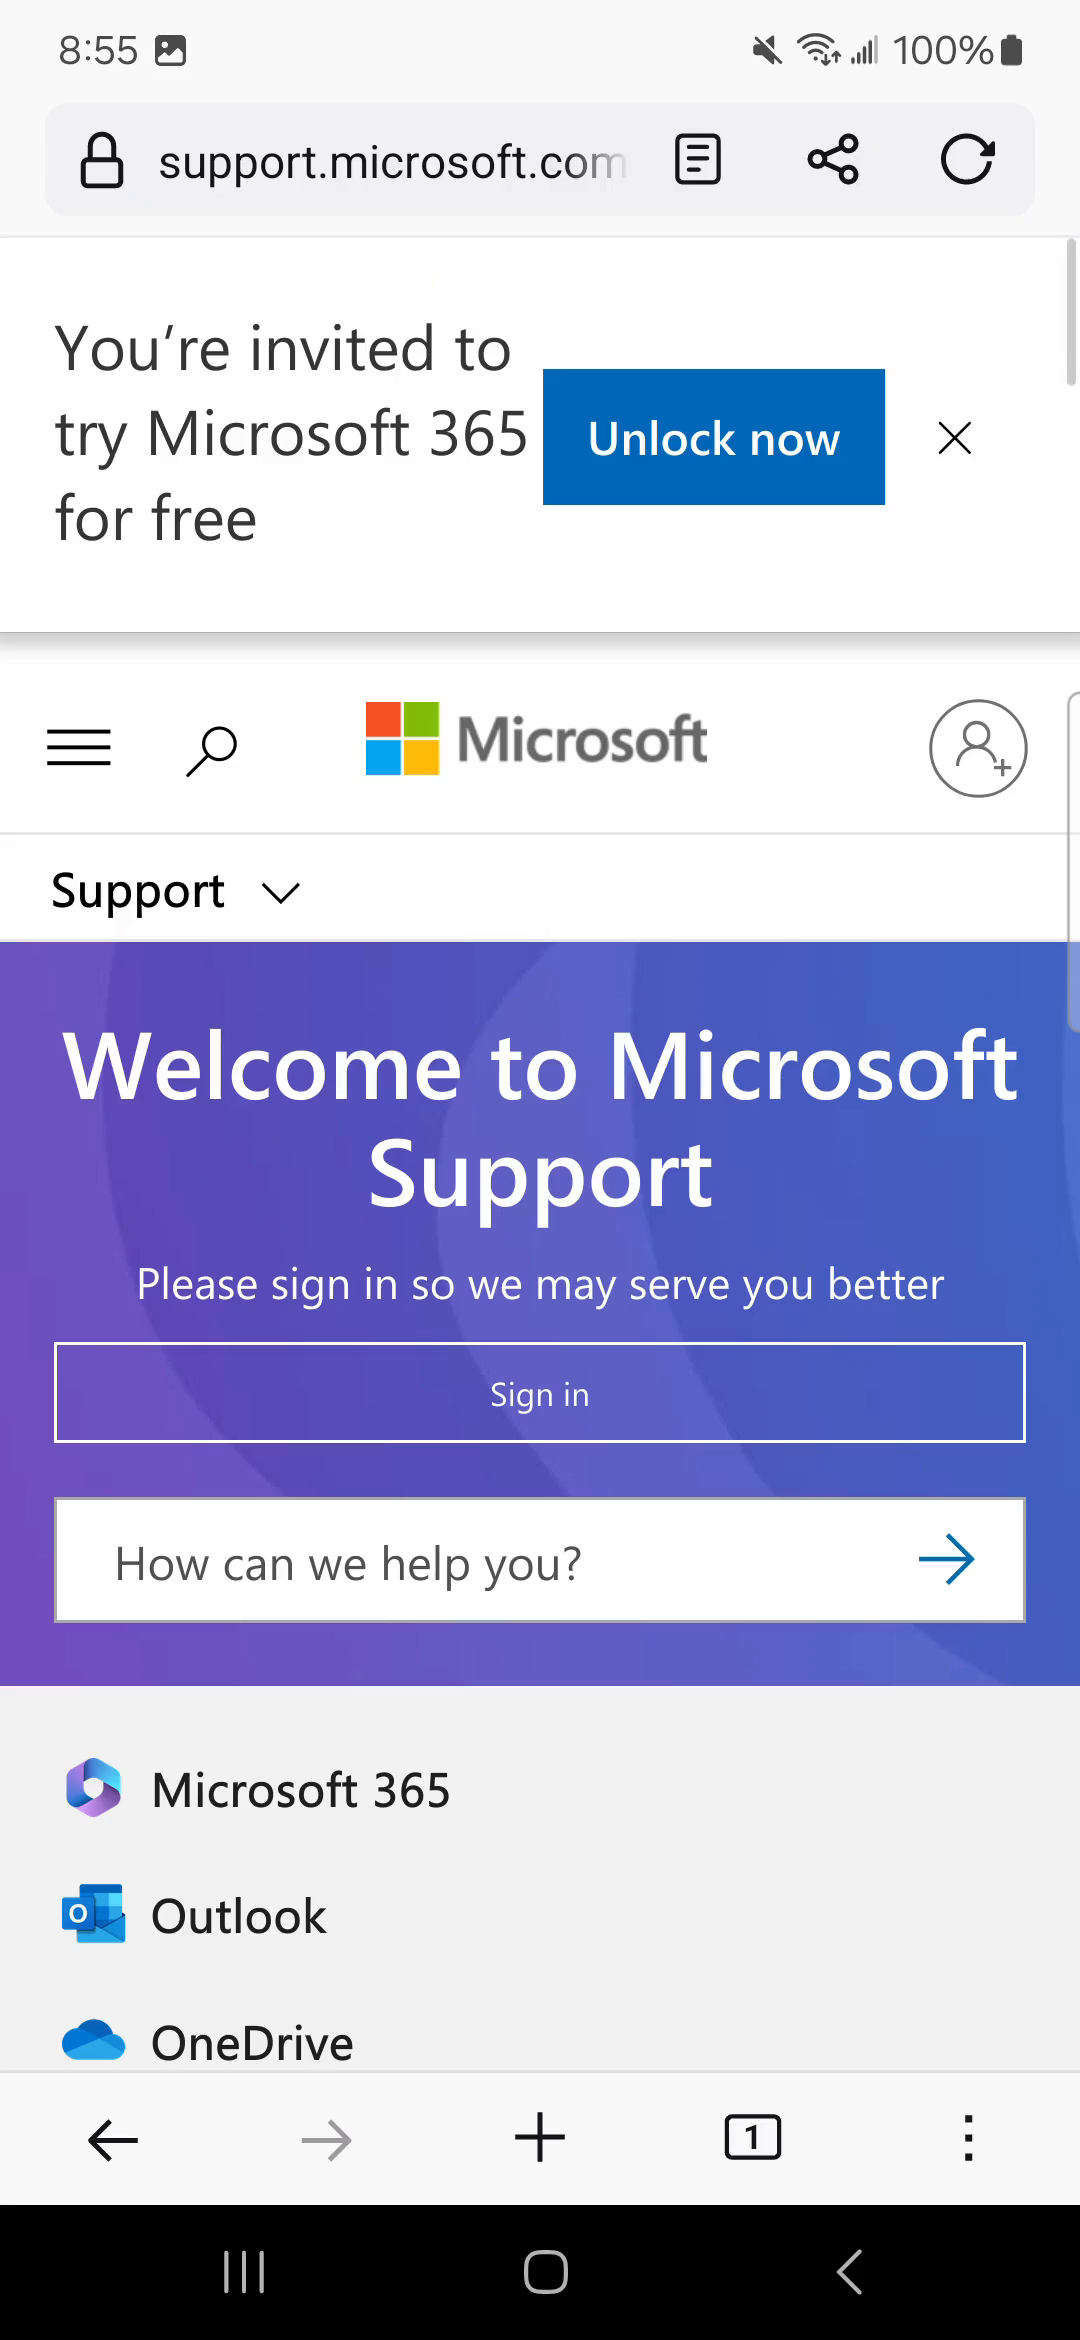 8:55 100%
support.microsoft.com
You’re invited to
try Microsoft 365
for free
Unlock now
Microsoft
Support
Welcome to Microsoft
Support
Please sign in so we may serve you better
Sign in
How can we help you?
Microsoft 365
Outlook
OneDrive
1